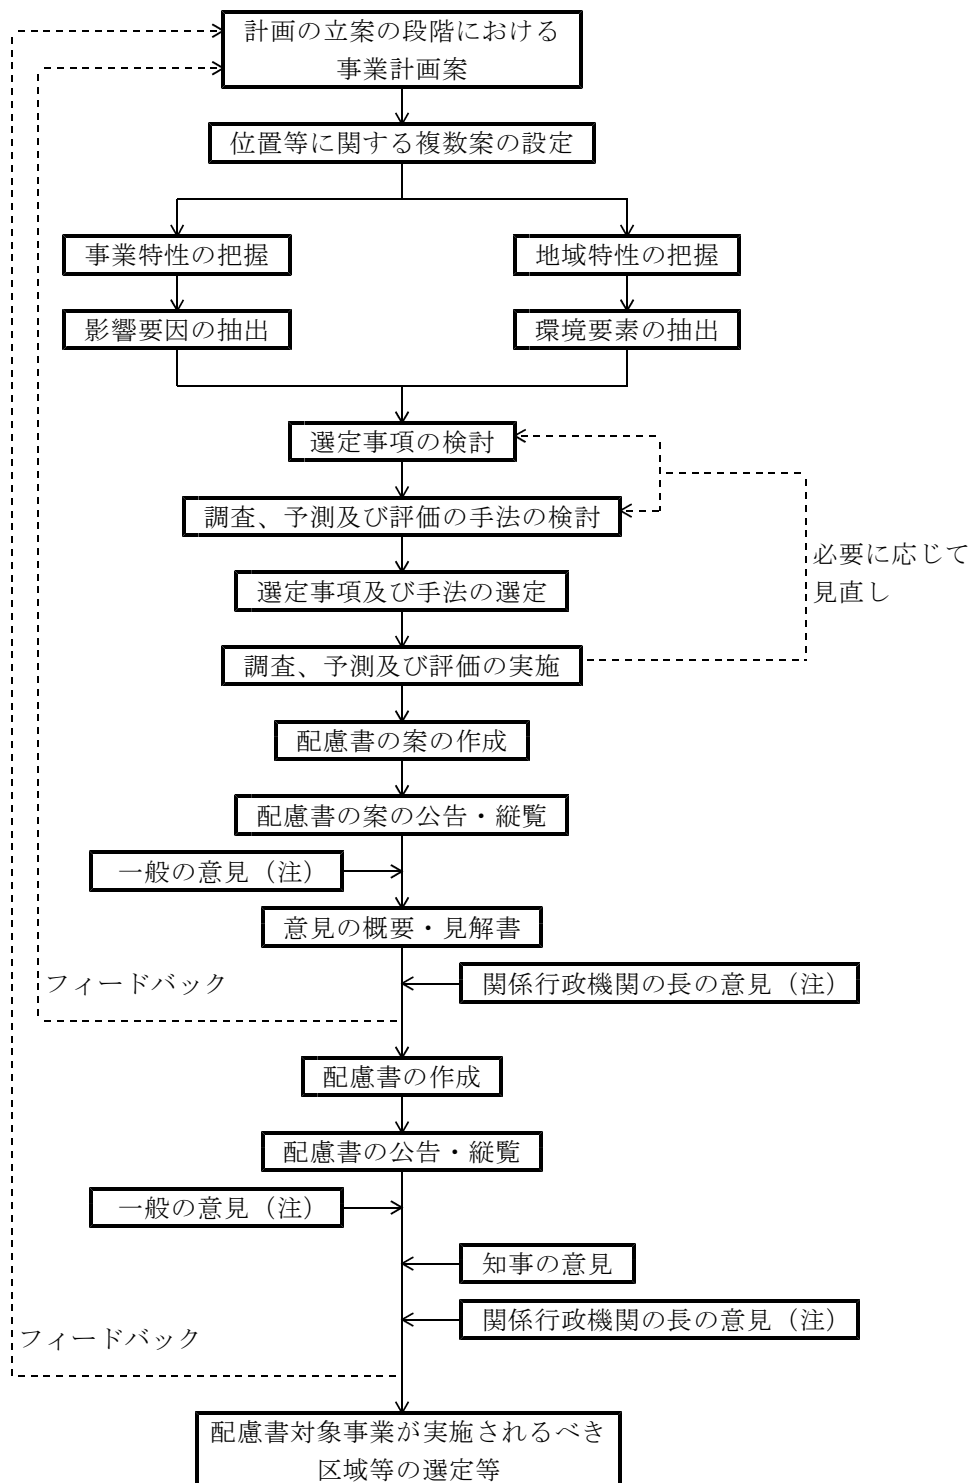 計画の立案の段階における
事業計画案
位置等に関する複数案の設定
事業特性の把握
地域特性の把握
影響要因の抽出
環境要素の抽出
選定事項の検討
調査、予測及び評価の手法の検討
必要に応じて
見直し
選定事項及び手法の選定
調査、予測及び評価の実施
配慮書の案の作成
配慮書の案の公告・縦覧
一般の意見（注）
意見の概要・見解書
フィードバック
関係行政機関の長の意見（注）
配慮書の作成
配慮書の公告・縦覧
一般の意見（注）
知事の意見
関係行政機関の長の意見（注）
フィードバック
配慮書対象事業が実施されるべき
区域等の選定等